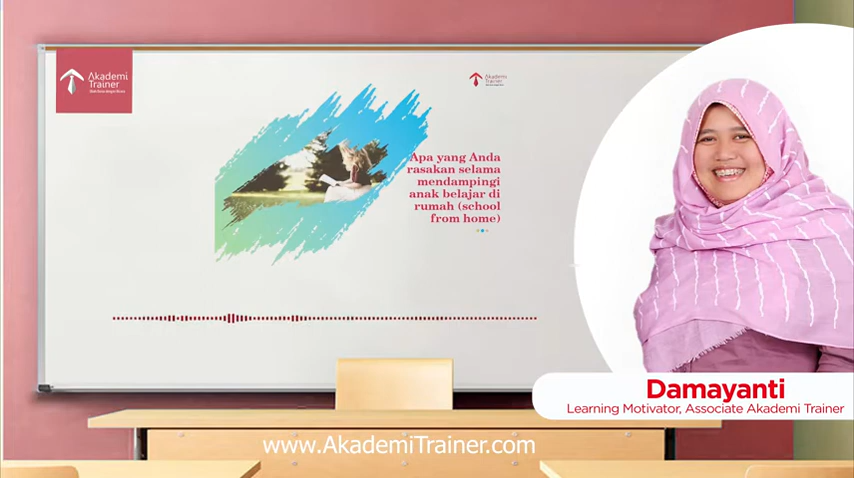 Akademi
Trainer
Akademi
Trainer
Apa yang Anda
rasakan selama
mendampingi
anak belajar di
rumah (school
from home)
Damayanti
Learning Motivator, Associate Akademi Trainer
www.AkademiTrainer.com